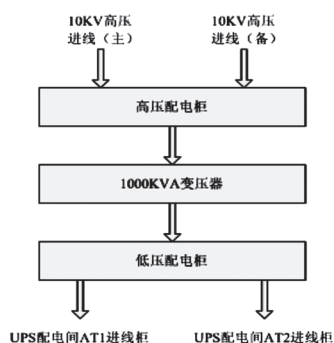 10KV高压
进线（主）
10KV高压
进线（备）
高压配电柜
1000KVA变压器
低压配电柜
UPS配电间AT1进线柜
UPS配电间AT2进线柜